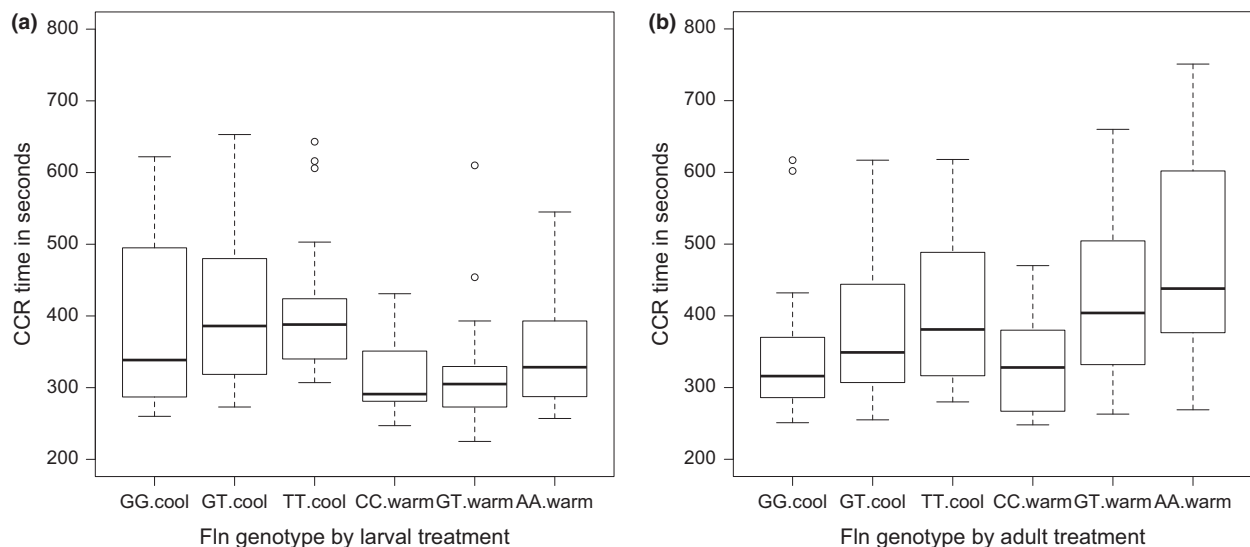 (a)
800
700
600
500
400
300
200
CCR time in seconds
GG.cool GT.cool TT.cool CC.warm GT.warm AA.warm
Fln genotype by larval treatment
(b)
800
700
600
500
400
300
200
CCR time in seconds
GG.cool GT.cool TT.cool CC.warm GT.warm AA.warm
Fln genotype by adult treatment